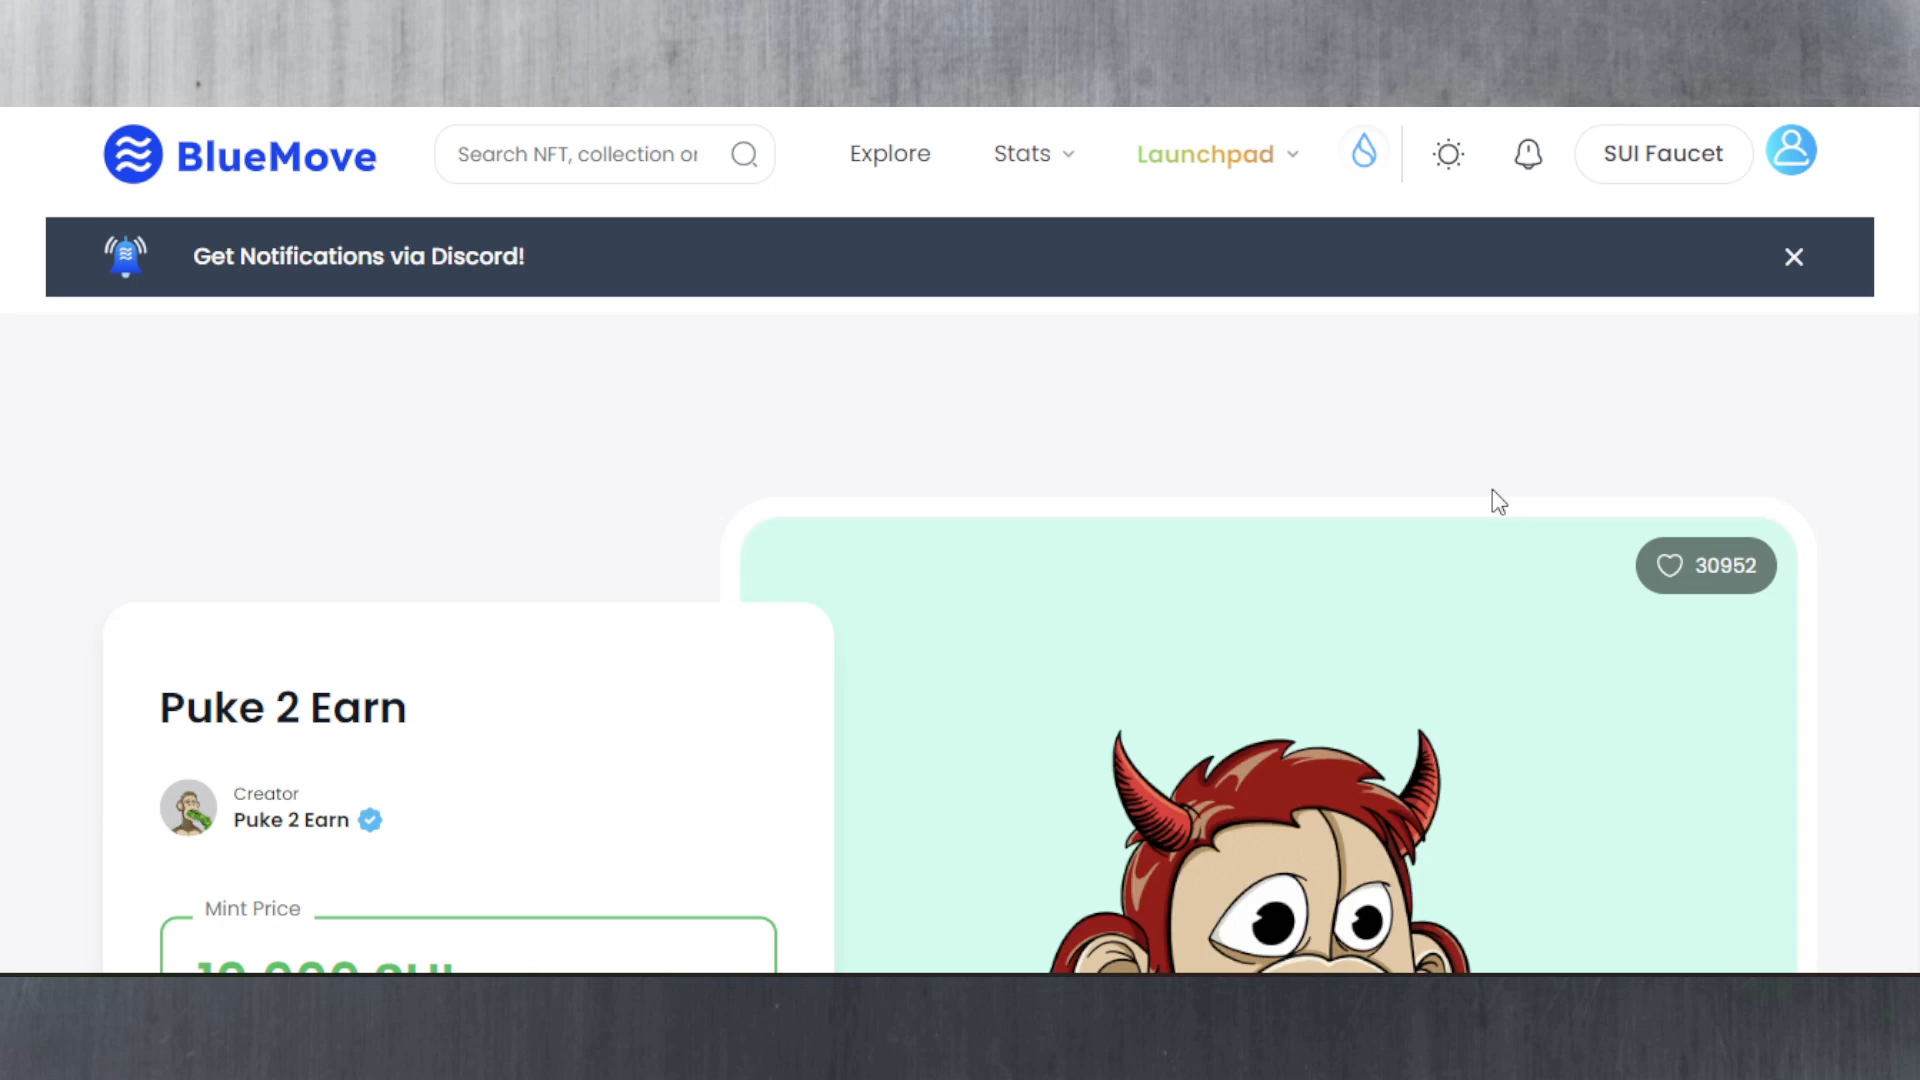 BlueMove
Search NFT, collection or
Explore
Stats
Launchpad
SUI Faucet
Get Notifications via Discord!
30952
Puke 2 Earn
Creator
Puke 2 Earn
Mint Price